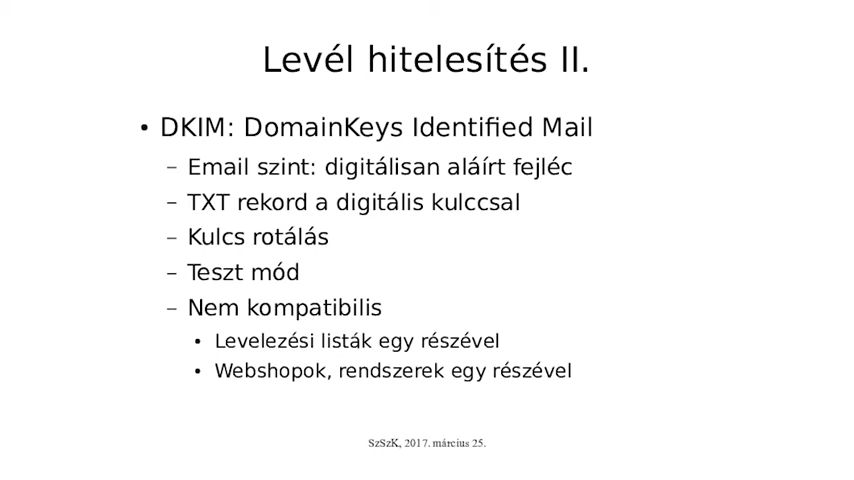 Levél hitelesítés II.
• DKIM: DomainKeys Identified Mail
– Email szint: digitálisan aláírt fejléc
– TXT rekord a digitális kulccsal
– Kulcs rotálás
– Teszt mód
– Nem kompatibilis
• Levelezési listák egy részével
• Webshopok, rendszerek egy részével
SzSzK, 2017. március 25.